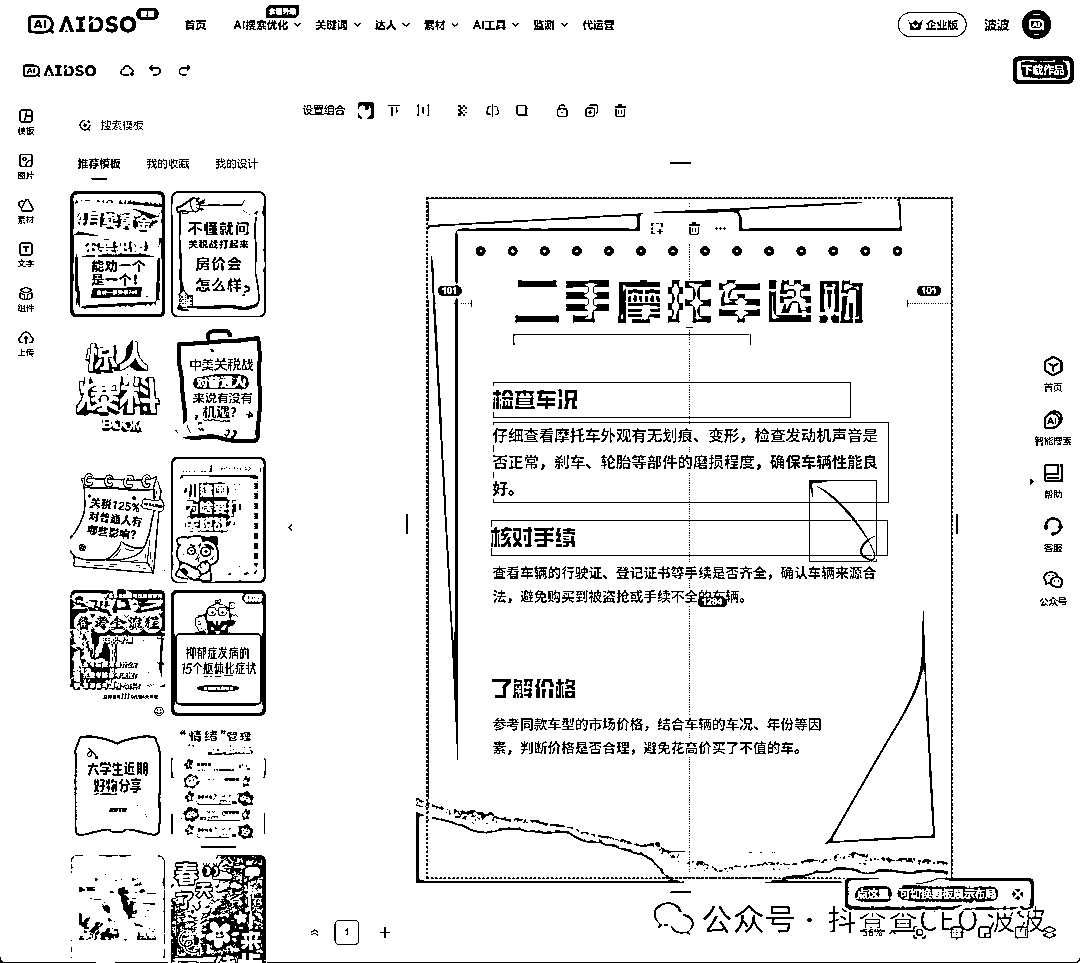 AIDSO
首页
AI搜索优化
关键词
达人
素材
AI工具
监测
代运营
企业版
波波
AIDSO
下载作品
设置组合
模板
图片
素材
文字
组件
上传
搜索模板
推荐模板
我的收藏
我的设计
不懂就问
关税战打起来
房价会
怎么样?
能劝一个
是一个!
惊人
爆料
BOOM
中美关税战
对普通人
来说有没有
机遇?
关税125%
对普通人有
哪些影响?
备考全流程
抑郁症发病的
15个躯体化症状
大学生近期
好物分享
“情绪”管理
春天
来
101
101
二手摩托车选购
检查车况
仔细查看摩托车外观有无划痕、变形，检查发动机声音是
否正常，刹车、轮胎等部件的磨损程度，确保车辆性能良
好。
核对手续
查看车辆的行驶证、登记证书等手续是否齐全，确认车辆来源合
法，避免购买到被盗抢或手续不全的车辆。
了解价格
参考同款车型的市场价格，结合车辆的车况、年份等因
素，判断价格是否合理，避免花高价买了不值的车。
首页
智能搜索
帮助
客服
公众号
1
点这里，可切换画板展示布局
公众号 · 抖查查CEO 波波